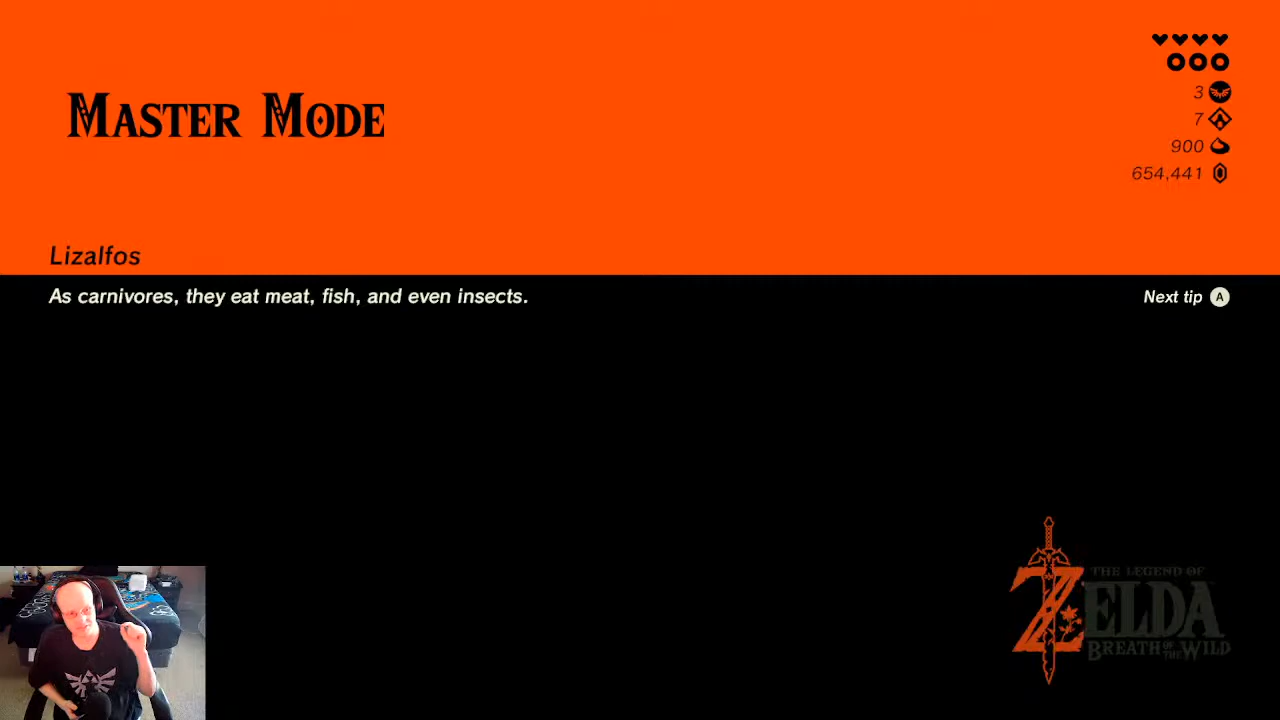 MASTER MODE
3
7
900
654,441
Lizalfos
As carnivores, they eat meat, fish, and even insects.
Next tip A
THE LEGEND OF
ZELDA
BREATH OF THE WILD